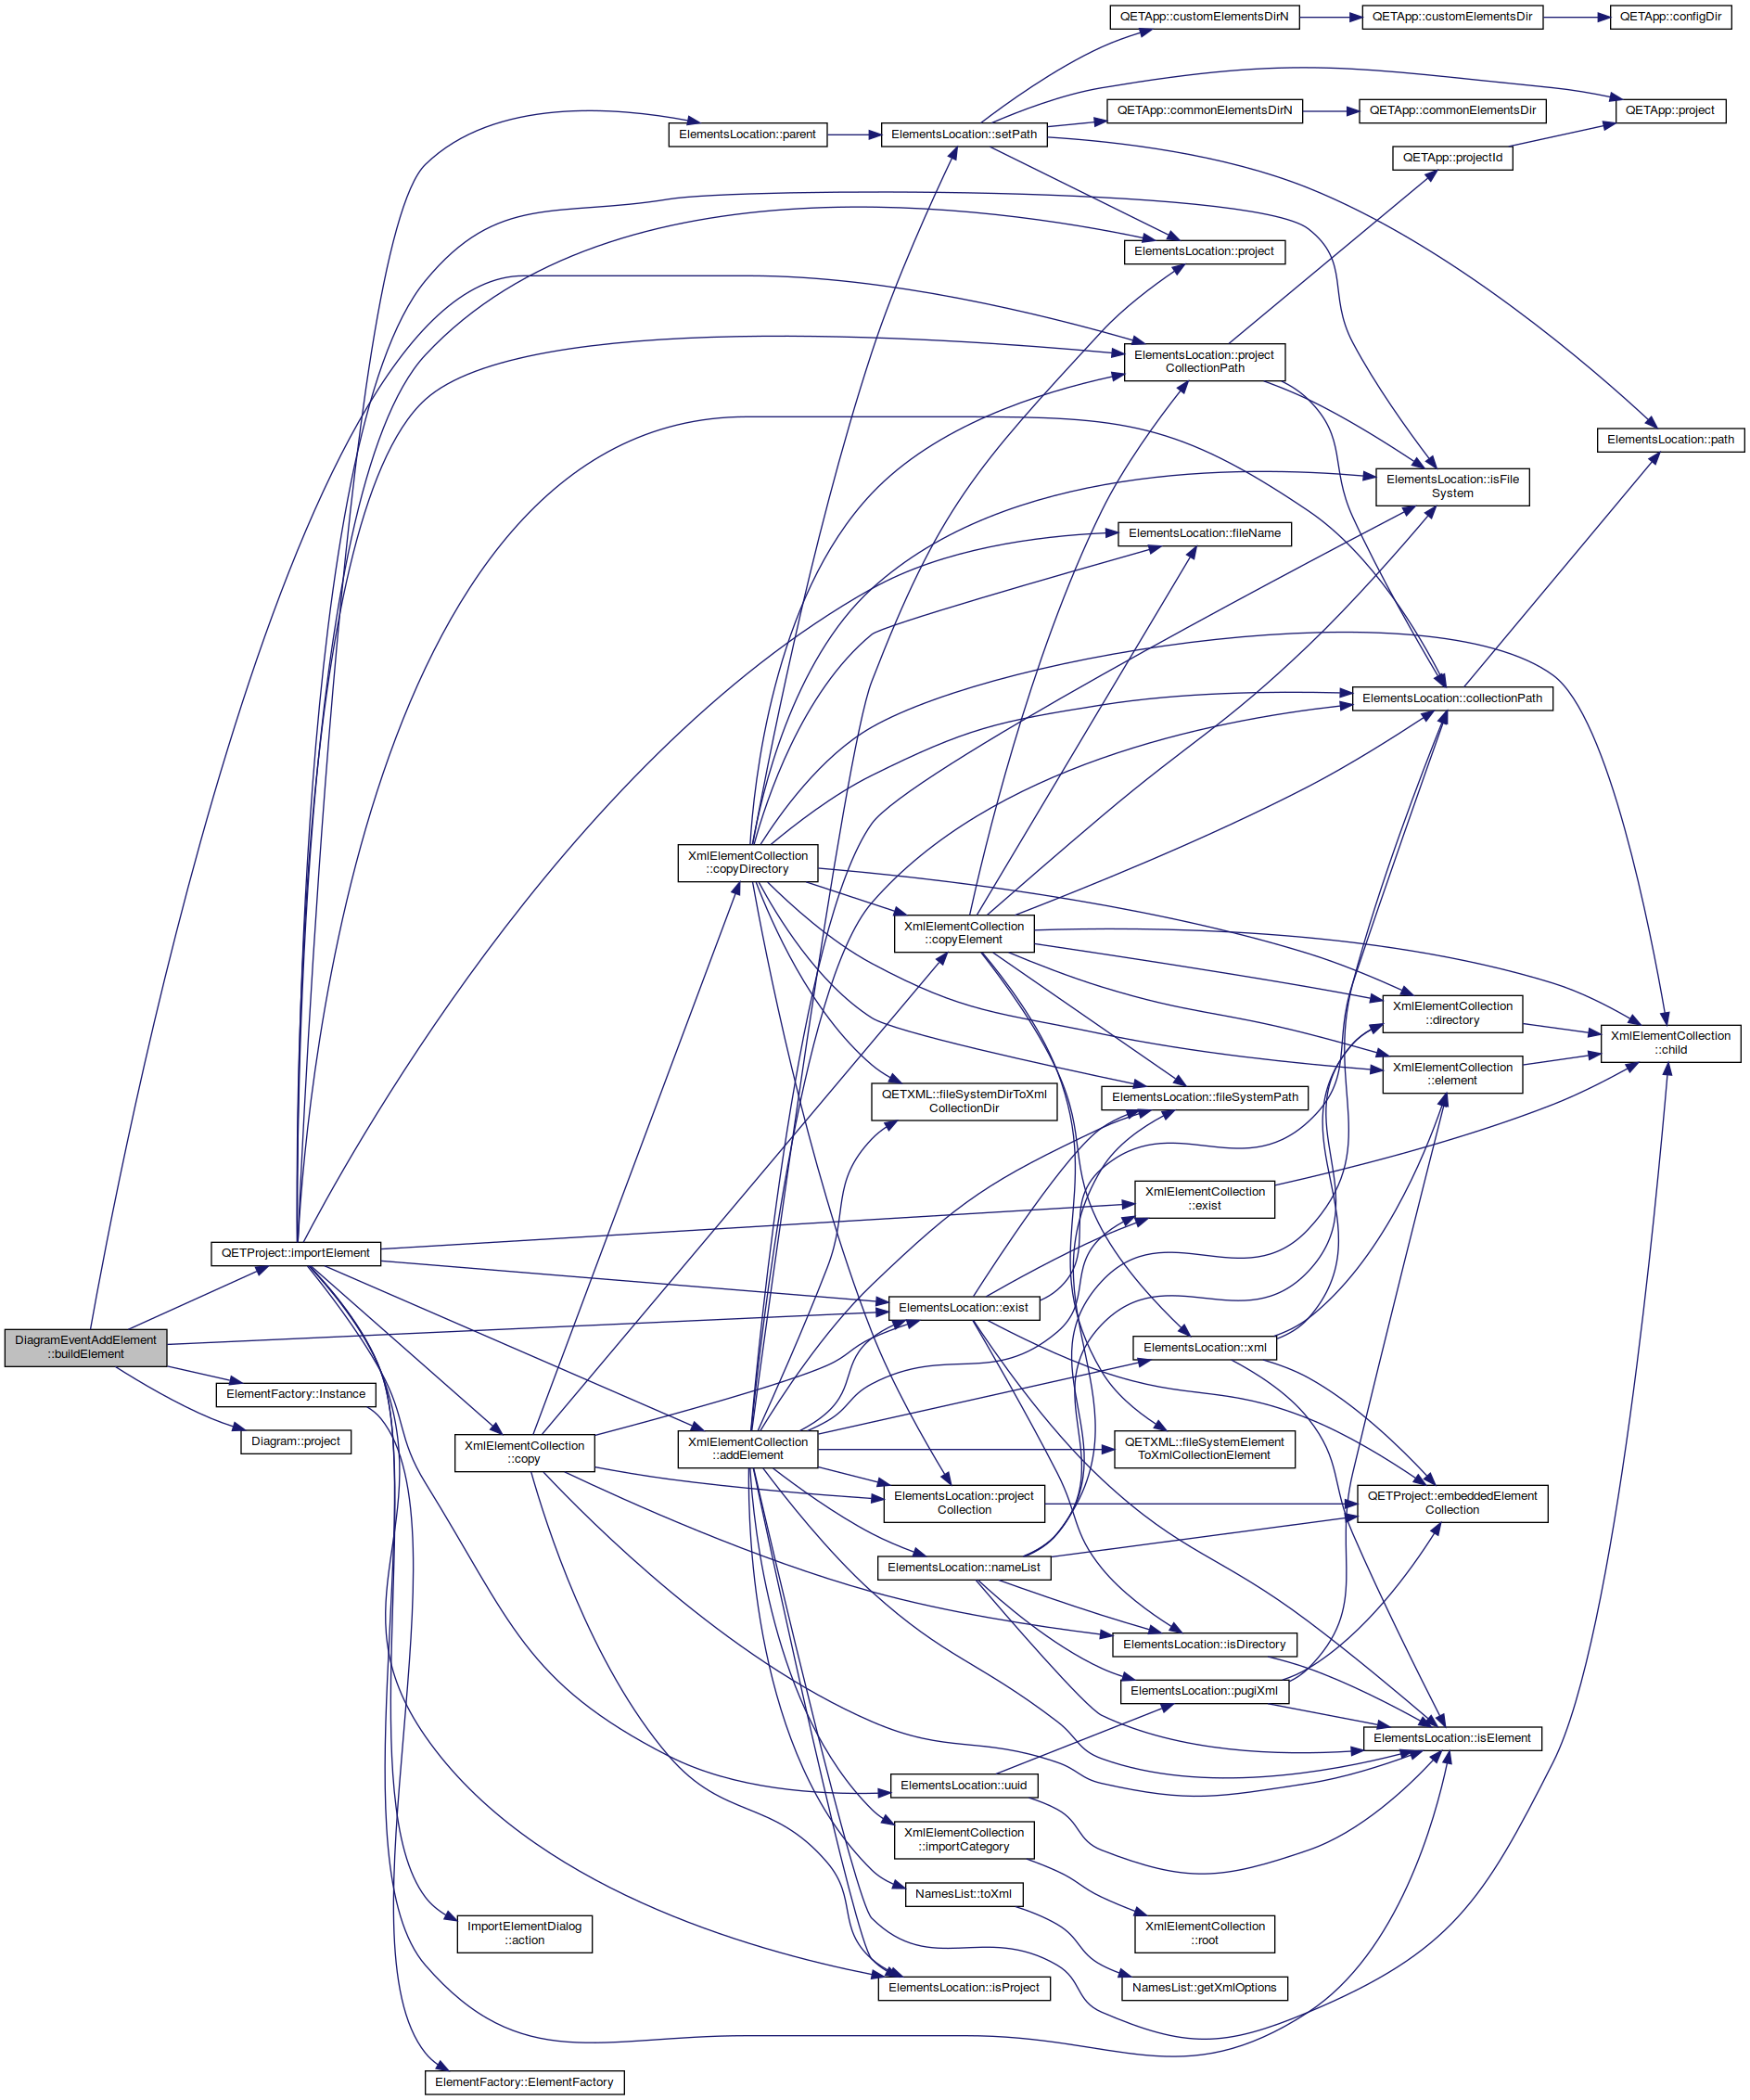 QETApp::customElementsDirN
QETApp::customElementsDir
QETApp::configDir
QETApp::commonElementsDirN
QETApp::commonElementsDir
QETApp::project
ElementsLocation::parent
ElementsLocation::setPath
QETApp::projectId
ElementsLocation::project
ElementsLocation::project
CollectionPath
ElementsLocation::path
ElementsLocation::isFile
System
ElementsLocation::fileName
ElementsLocation::collectionPath
XmlElementCollection
::copyDirectory
XmlElementCollection
::copyElement
XmlElementCollection
::directory
XmlElementCollection
::child
XmlElementCollection
::element
QETXML::fileSystemDirToXml
CollectionDir
ElementsLocation::fileSystemPath
XmlElementCollection
::exist
QETProject::importElement
ElementsLocation::exist
DiagramEventAddElement
::buildElement
ElementsLocation::xml
ElementFactory::Instance
Diagram::project
XmlElementCollection
::copy
XmlElementCollection
::addElement
QETXML::fileSystemElement
ToXmlCollectionElement
ElementsLocation::project
Collection
QETProject::embeddedElement
Collection
ElementsLocation::nameList
ElementsLocation::isDirectory
ElementsLocation::pugiXml
ElementsLocation::isElement
ElementsLocation::uuid
XmlElementCollection
::importCategory
NamesList::toXml
ImportElementDialog
::action
XmlElementCollection
::root
ElementsLocation::isProject
NamesList::getXmlOptions
ElementFactory::ElementFactory